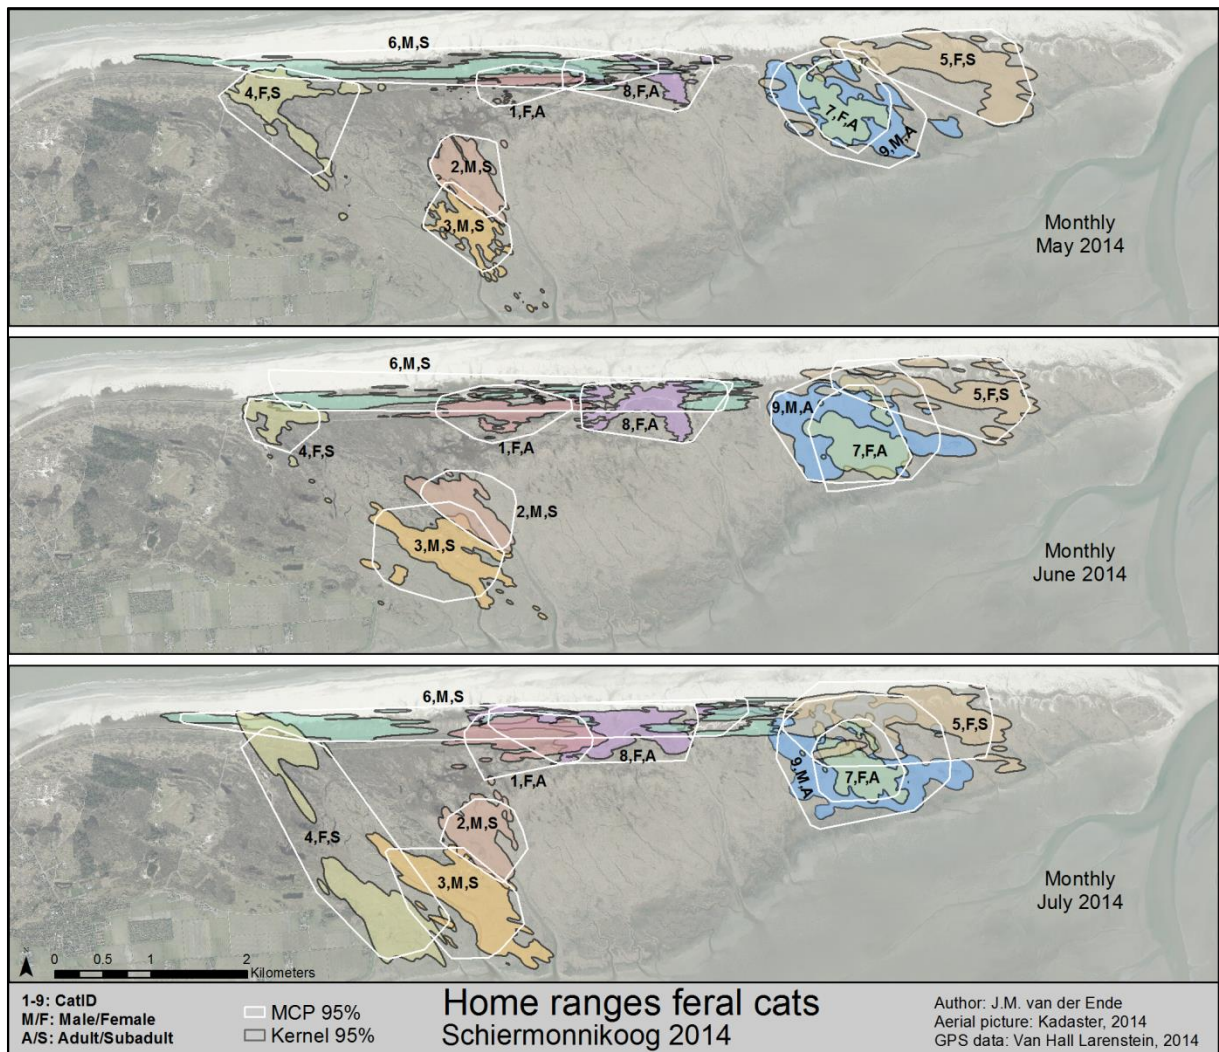 6,M,S
5,F,S
4,F,S
8,F,A
1,F,A
7,F,A
9,M,A
2,M,S
3,M,S
Monthly
May 2014
6,M,S
5,F,S
9,M,A
8,F,A
1,F,A
4,F,S
7,F,A
2,M,S
3,M,S
Monthly
June 2014
6,M,S
5,F,S
8,F,A
1,F,A
9,M,A
7,F,A
2,M,S
4,F,S
3,M,S
Monthly
July 2014
N
0 0.5 1 2
Kilometers
1-9: CatID
M/F: Male/Female
A/S: Adult/Subadult
MCP 95%
Kernel 95%
Home ranges feral cats
Schiermonnikoog 2014
Author: J.M. van der Ende
Aerial picture: Kadaster, 2014
GPS data: Van Hall Larenstein, 2014